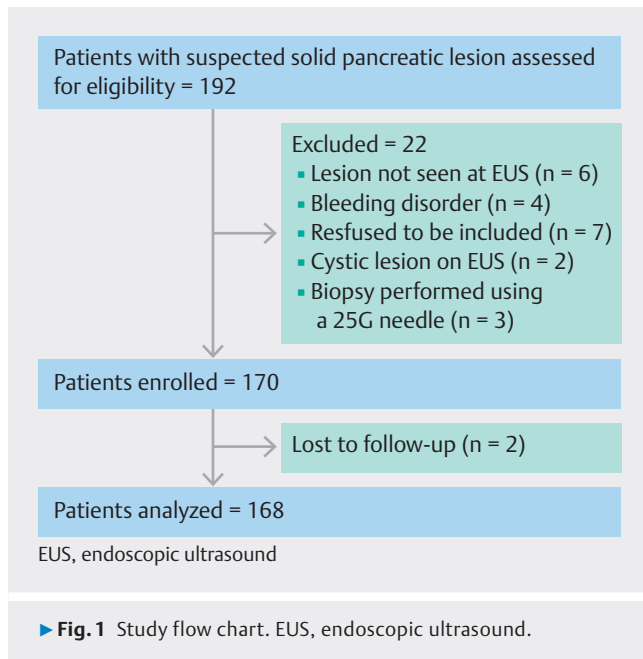 Patients with suspected solid pancreatic lesion assessed
for eligibility = 192
Excluded = 22
▪ Lesion not seen at EUS (n = 6)
▪ Bleeding disorder (n = 4)
▪ Resfused to be included (n = 7)
▪ Cystic lesion on EUS (n = 2)
▪ Biopsy performed using
a 25G needle (n = 3)
Patients enrolled = 170
Lost to follow-up (n = 2)
Patients analyzed = 168
EUS, endoscopic ultrasound
▶ Fig. 1 Study flow chart. EUS, endoscopic ultrasound.